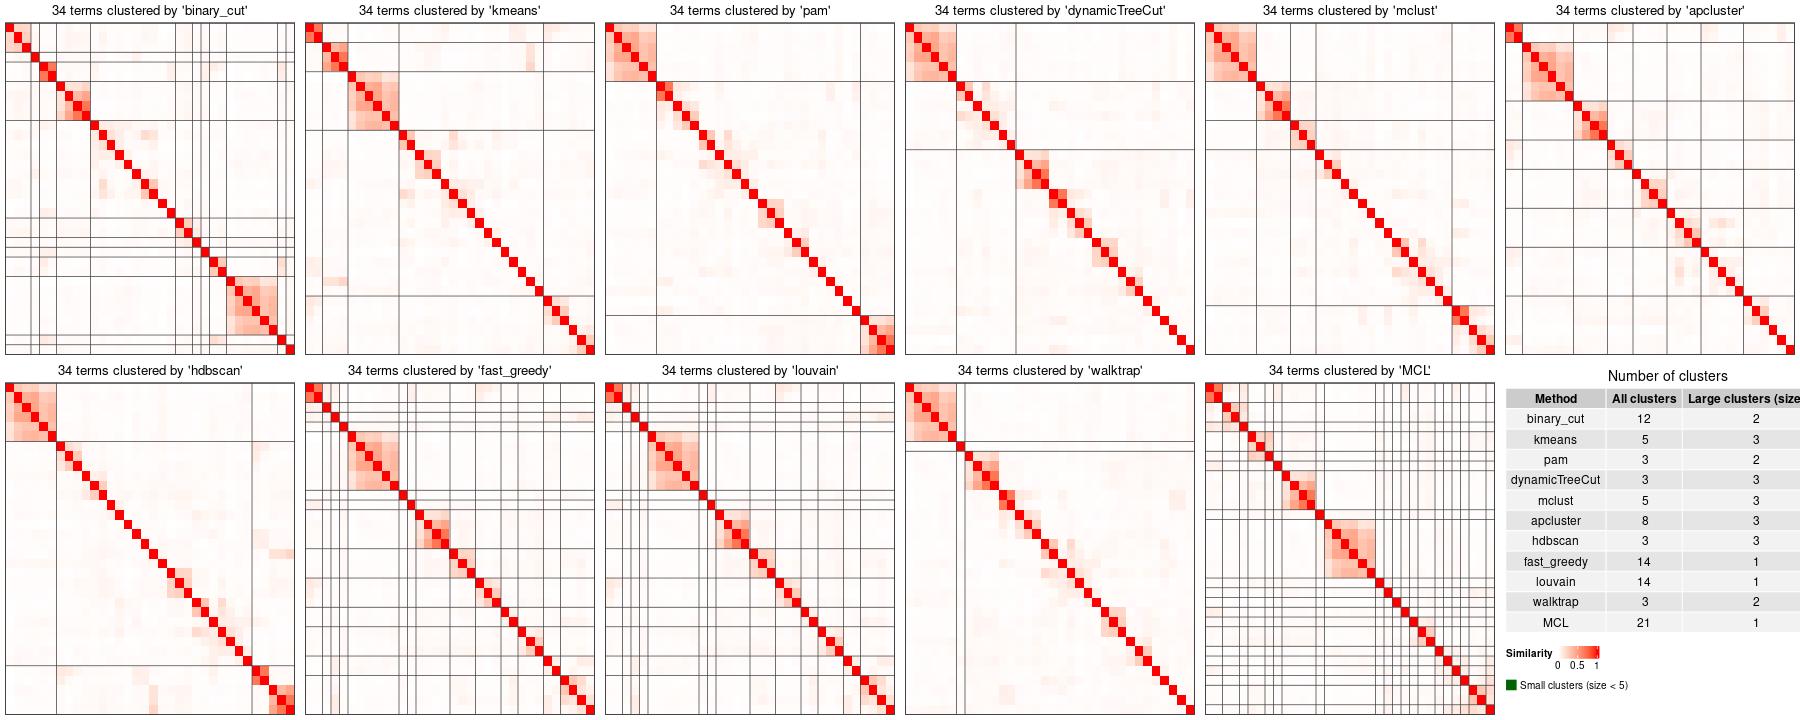 34 terms clustered by 'binary_cut'
34 terms clustered by 'kmeans'
34 terms clustered by 'pam'
34 terms clustered by 'dynamicTreeCut'
34 terms clustered by 'mclust'
34 terms clustered by 'apcluster'
34 terms clustered by 'hdbscan'
34 terms clustered by 'fast_greedy'
34 terms clustered by 'louvain'
34 terms clustered by 'walktrap'
34 terms clustered by 'MCL'
Number of clusters
Method All clusters Large clusters (size
binary_cut 12 2
kmeans 5 3
pam 3 2
dynamicTreeCut 3 3
mclust 5 3
apcluster 8 3
hdbscan 3 3
fast_greedy 14 1
louvain 14 1
walktrap 3 2
MCL 21 1
Similarity
0 0.5 1
Small clusters (size < 5)